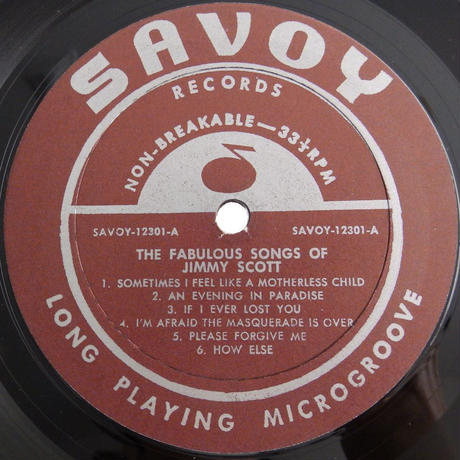 SAVOY
RECORDS
NON-BREAKABLE—33⅓RPM
SAVOY-12301-A SAVOY-12301-A
THE FABULOUS SONGS OF
JIMMY SCOTT
1. SOMETIMES I FEEL LIKE A MOTHERLESS CHILD
2. AN EVENING IN PARADISE
3. IF I EVER LOST YOU
4. I'M AFRAID THE MASQUERADE IS OVER
5. PLEASE FORGIVE ME
6. HOW ELSE
LONG PLAYING MICROGROOVE